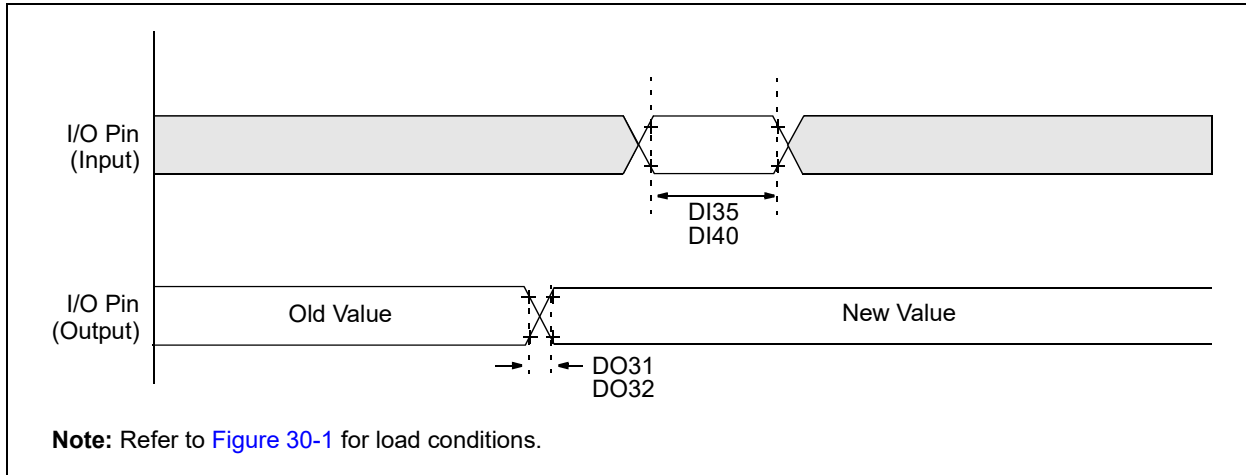 I/O Pin
(Input)
DI35
DI40
I/O Pin
(Output)
Old Value
New Value
DO31
DO32
Note: Refer to Figure 30-1 for load conditions.